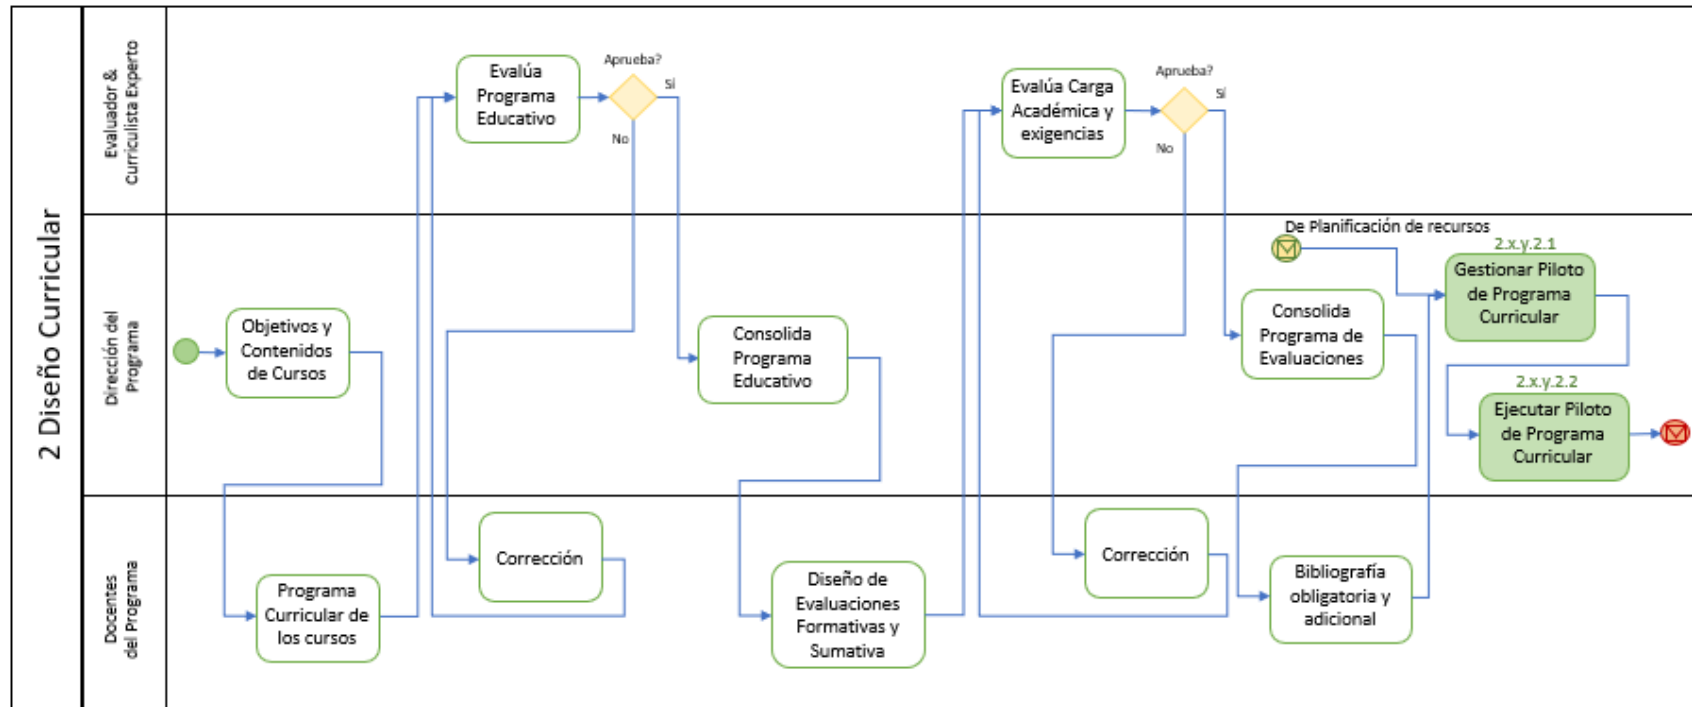 2 Diseño Curricular
Evaluador &
Curriculista Experto
Evalúa
Programa
Educativo
Aprueba?
Sí
No
Evalúa Carga
Académica y
exigencias
Aprueba?
Sí
No
Dirección del
Programa
Objetivos y
Contenidos
de Cursos
Consolida
Programa
Educativo
De Planificación de recursos
Consolida
Programa de
Evaluaciones
2.x.y.2.1
Gestionar Piloto
de Programa
Curricular
2.x.y.2.2
Ejecutar Piloto
de Programa
Curricular
Docentes
del Programa
Programa
Curricular de
los cursos
Corrección
Diseño de
Evaluaciones
Formativas y
Sumativa
Corrección
Bibliografía
obligatoria y
adicional